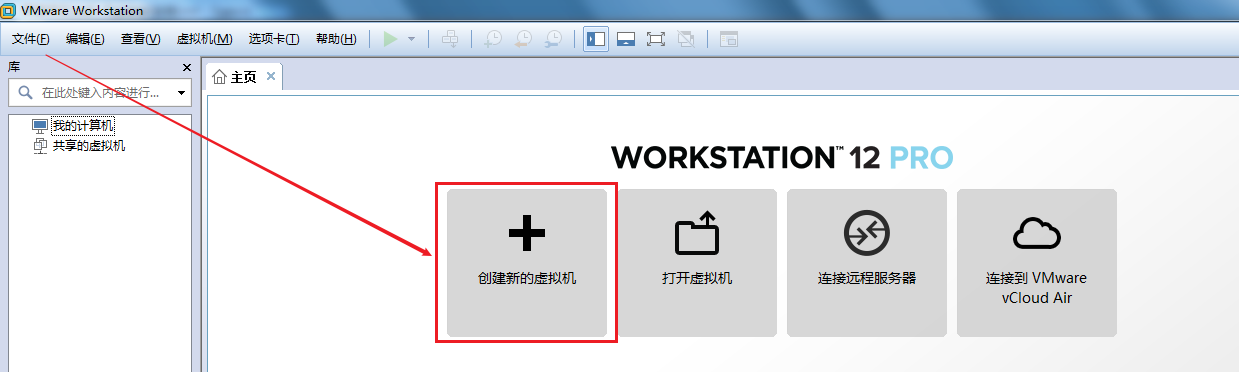 VMware Workstation
文件(F) 编辑(E) 查看(V) 虚拟机(M) 选项卡(T) 帮助(H)
库
主页
在此处键入内容进行...
我的计算机
共享的虚拟机
WORKSTATION™ 12 PRO
创建新的虚拟机
打开虚拟机
连接远程服务器
连接到 VMware
vCloud Air